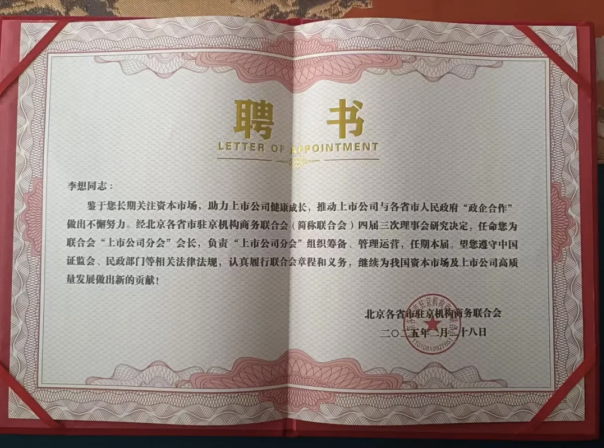 聘 书
LETTER OF APPOINTMENT
李想同志：
鉴于您长期关注资本市场，助力上市公司健康成长，推动上市公司与各省市人民政府“政企合作”
做出不懈努力。经北京各省市驻京机构商务联合会（简称联合会）四届三次理事会研究决定，任命您为
联合会“上市公司分会”会长，负责“上市公司分会”组织筹备、管理运营，任期本届。望您遵守中国
证监会、民政部门等相关法律法规，认真履行联合会章程和义务，继续为我国资本市场及上市公司高质
量发展做出新的贡献！
北京各省市驻京机构商务联合会
二〇二五年二月二十八日